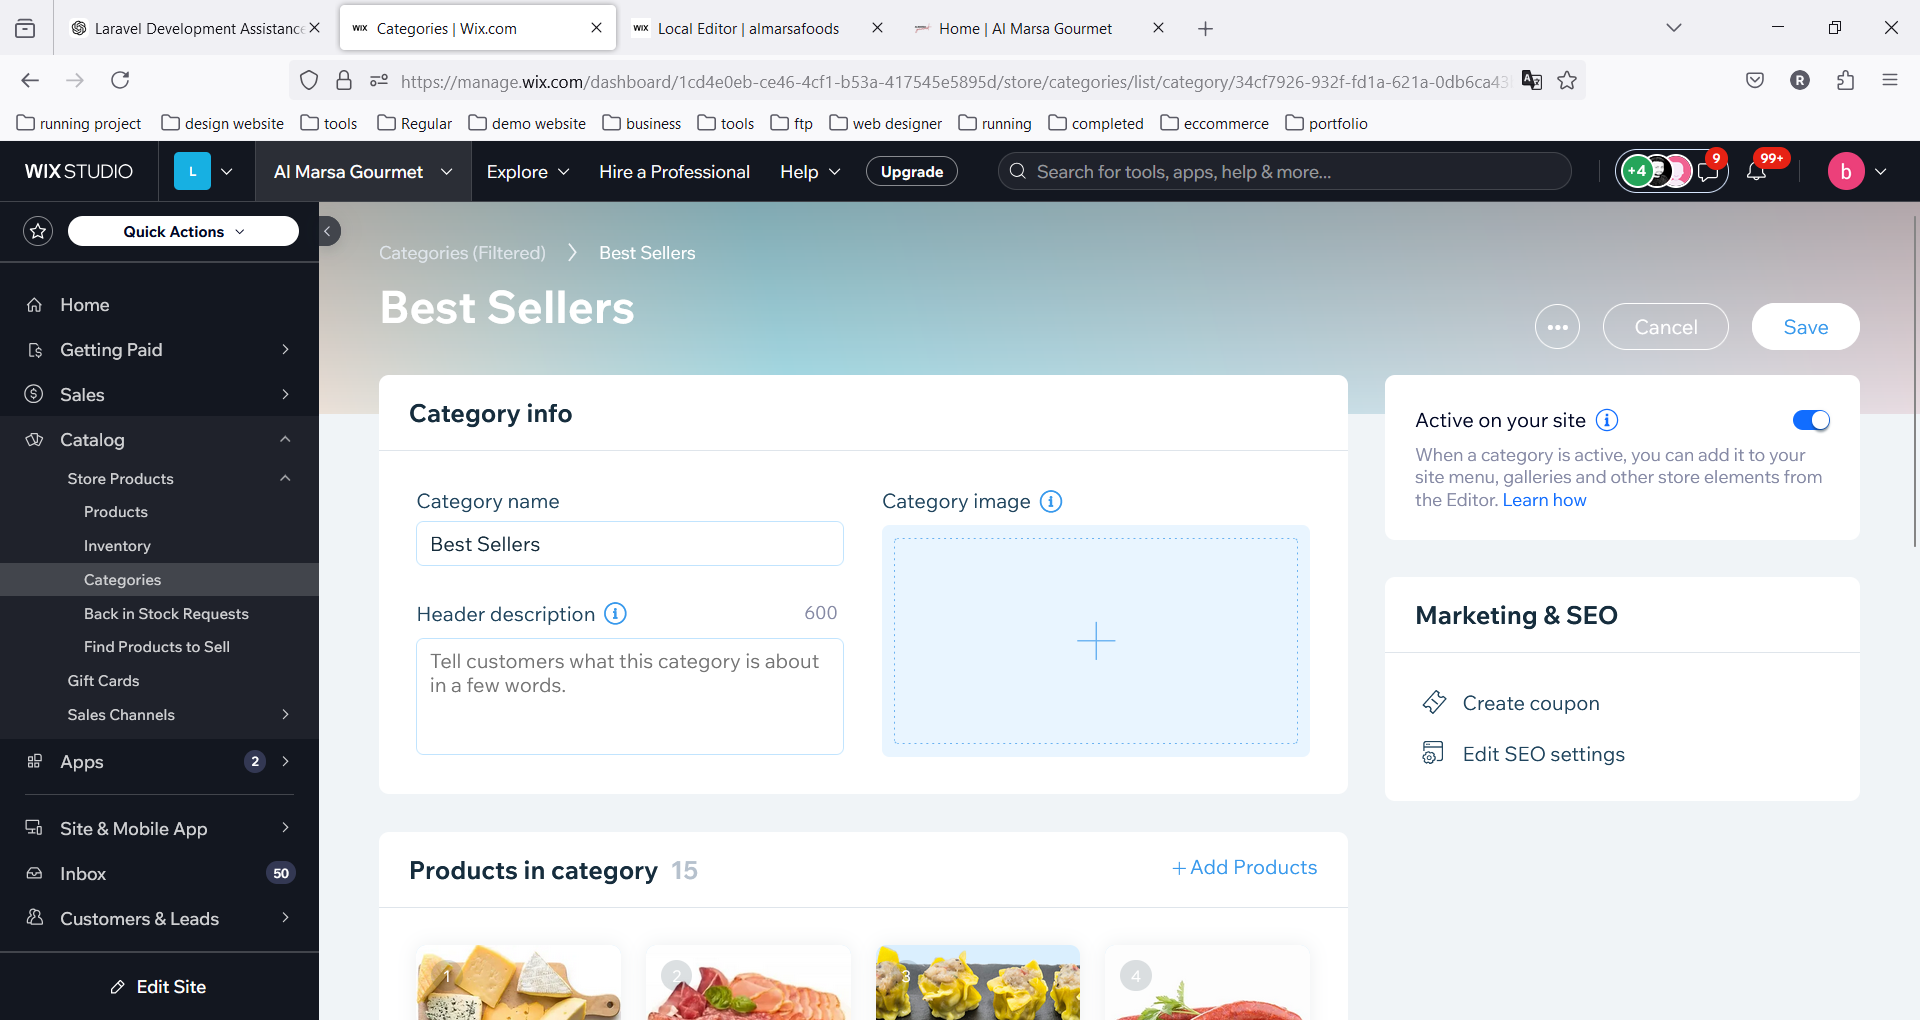 Laravel Development Assistance
WIX Categories | Wix.com
WIX Local Editor | almarsafoods
Home | Al Marsa Gourmet
https://manage.wix.com/dashboard/1cd4e0eb-ce46-4cf1-b53a-417545e5895d/store/categories/list/category/34cf7926-932f-fd1a-621a-0db6ca43
R
running project
design website
tools
Regular
demo website
business
tools
ftp
web designer
running
completed
eccommerce
portfolio
WIX STUDIO
L
Al Marsa Gourmet
Explore
Hire a Professional
Help
Upgrade
Search for tools, apps, help & more...
+4
9
99+
b
Quick Actions
Home
Getting Paid
Sales
Catalog
Store Products
Products
Inventory
Categories
Back in Stock Requests
Find Products to Sell
Gift Cards
Sales Channels
Apps
2
Site & Mobile App
Inbox
50
Customers & Leads
Edit Site
Categories (Filtered)
Best Sellers
Best Sellers
Cancel
Save
Category info
Category name
Best Sellers
Header description
600
Tell customers what this category is about
in a few words.
Category image
Active on your site
When a category is active, you can add it to your
site menu, galleries and other store elements from
the Editor. Learn how
Marketing & SEO
Create coupon
Edit SEO settings
Products in category 15
+ Add Products
1
2
3
4